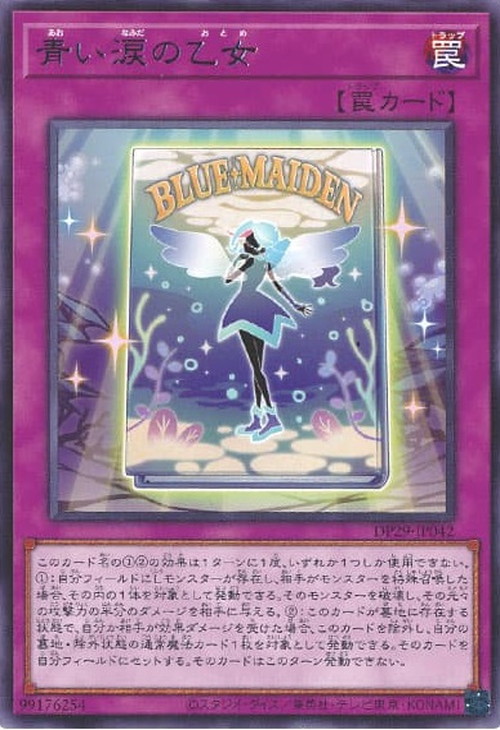 青い涙の乙女
罠
【罠カード】
BLUE✦MAIDEN
DP29-JP042
このカード名の①②の効果は1ターンに1度、いずれか1つしか使用できない。
①:自分フィールドにLモンスターが存在し、相手がモンスターを特殊召喚した
場合、その内の1体を対象として発動できる。そのモンスターを破壊し、その元々
の攻撃力の半分のダメージを相手に与える。②:このカードが墓地に存在する
状態で、自分か相手が効果ダメージを受けた場合、このカードを除外し、自分の
墓地・除外状態の通常魔法カード1枚を対象として発動できる。そのカードを
自分フィールドにセットする。そのカードはこのターン発動できない。
99176254
©スタジオ・ダイス/集英社・テレビ東京・KONAMI